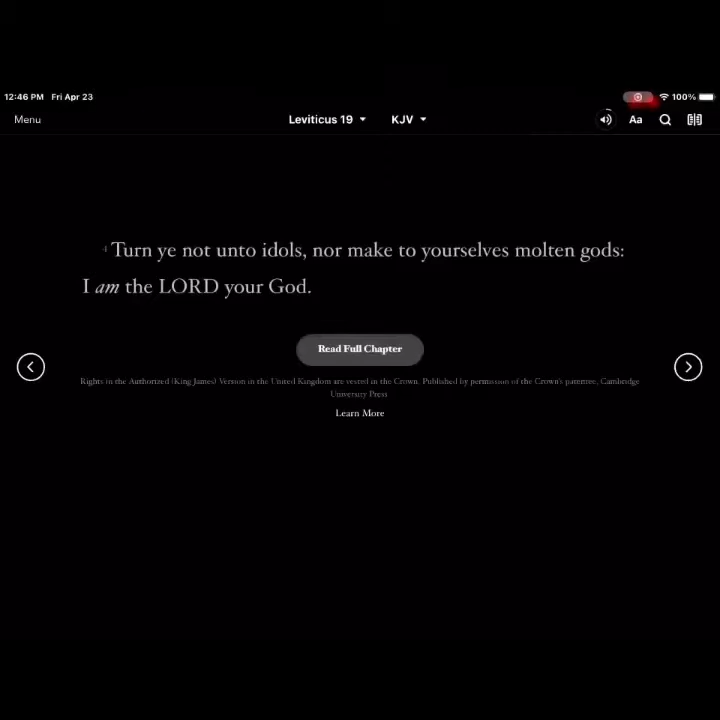 12:46 PM Fri Apr 23
100%
Menu
Leviticus 19
KJV
Aa
4 Turn ye not unto idols, nor make to yourselves molten gods:
I am the LORD your God.
Read Full Chapter
Rights in the Authorized (King James) Version in the United Kingdom are vested in the Crown. Published by permission of the Crown's patentee, Cambridge
University Press
Learn More